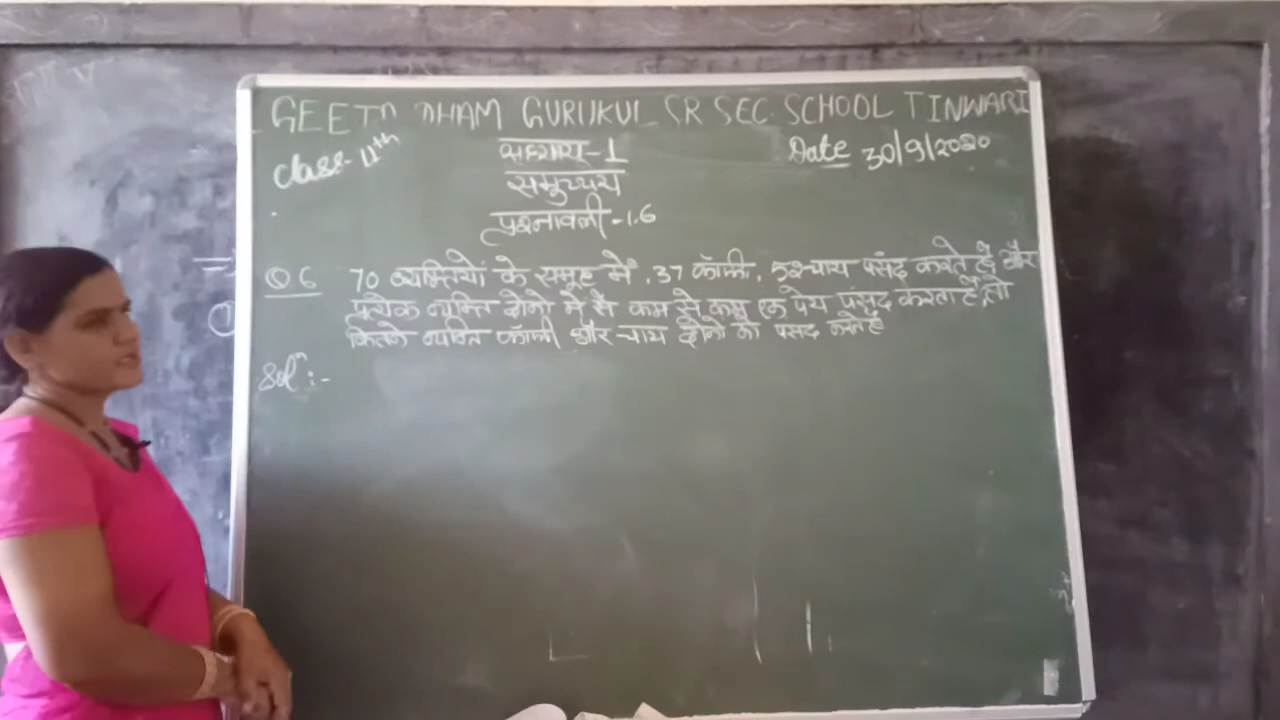 GEETA DHAM GURUKUL SR SEC. SCHOOL TINWARI
Class- 11th
अध्याय-1
Date 30/9/2020
समुच्चय
प्रश्नावली-1.6
Q 6 70 व्यक्तियों के समूह में, 37 कॉफी, 52 चाय पसंद करते है और
प्रत्येक व्यक्ति दोनो में से कम से कम एक पेय पसंद करता है, तो
कितने व्यक्ति कॉफी और चाय दोनो को पसंद करते है
Solⁿ :-